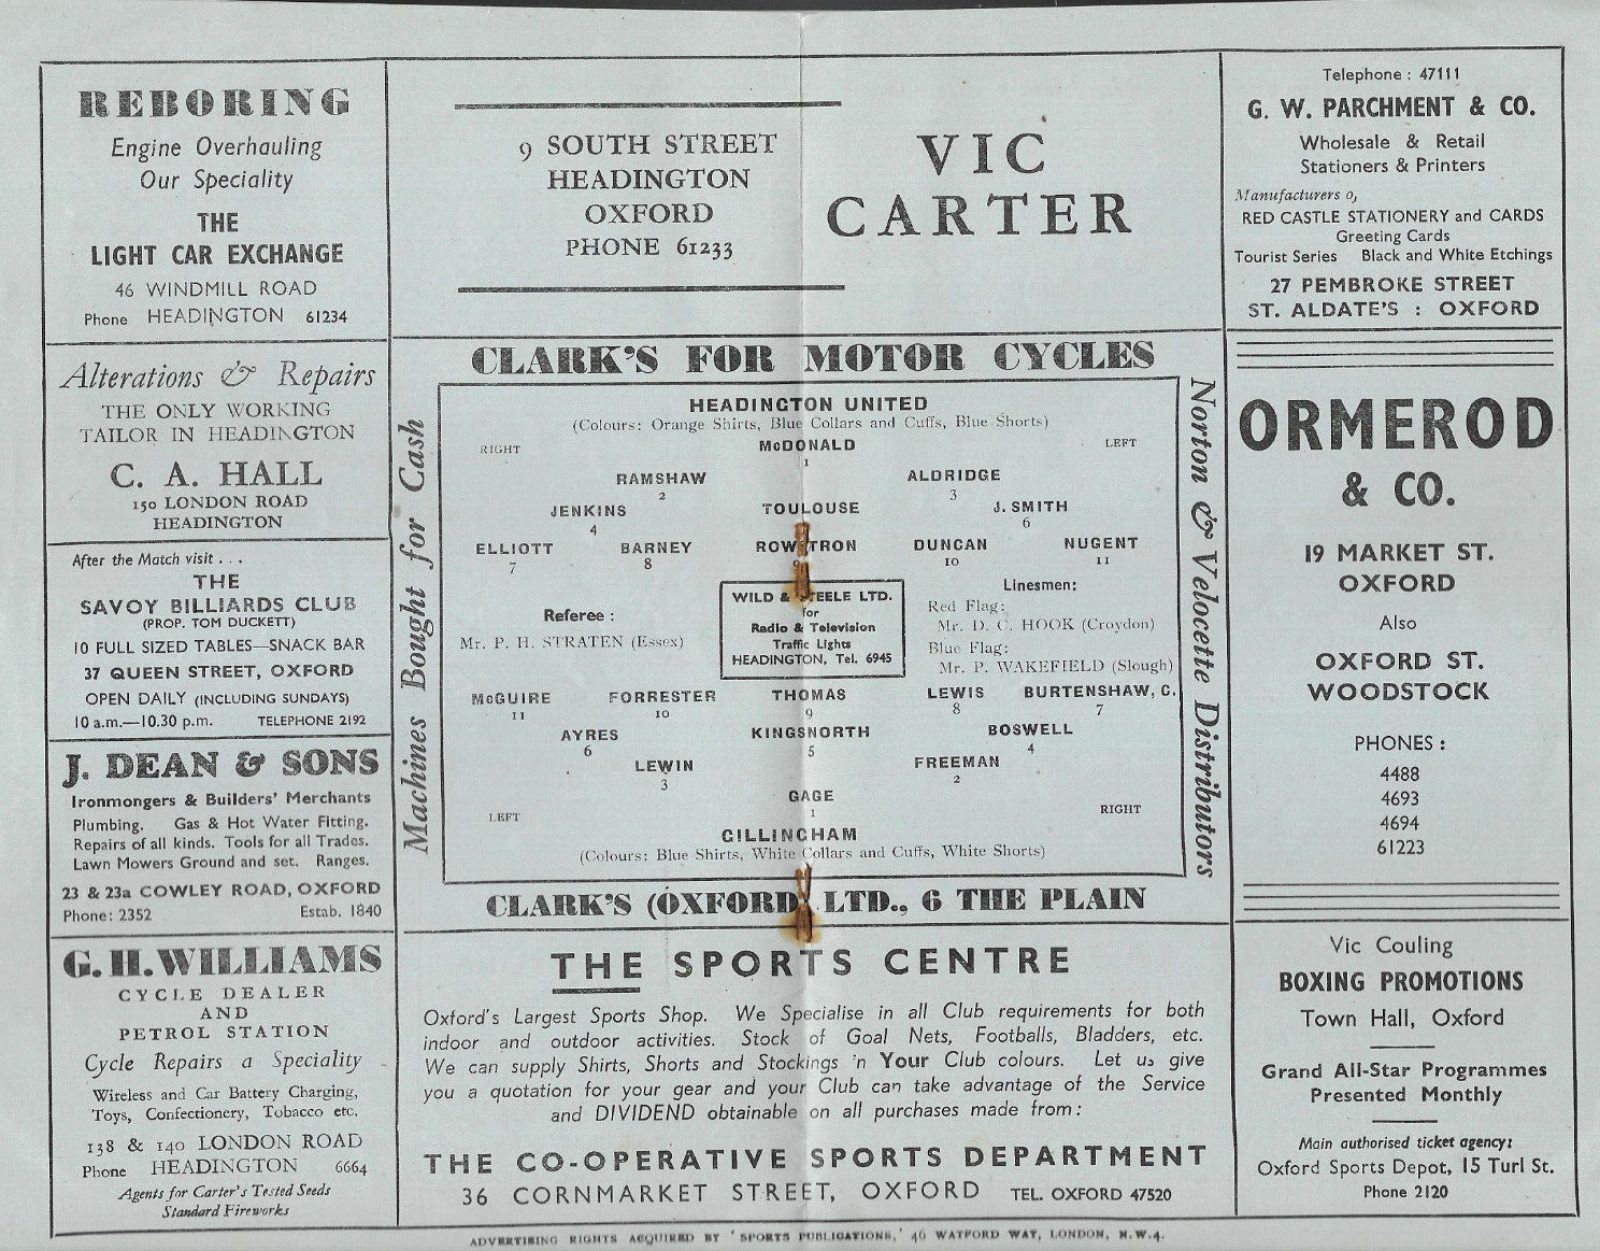 REBORING
Engine Overhauling
Our Speciality
THE
LIGHT CAR EXCHANGE
46 WINDMILL ROAD
Phone HEADINGTON 61234
Alterations & Repairs
THE ONLY WORKING
TAILOR IN HEADINGTON
C. A. HALL
150 LONDON ROAD
HEADINGTON
After the Match visit . . .
THE
SAVOY BILLIARDS CLUB
(PROP. TOM DUCKETT)
10 FULL SIZED TABLES—SNACK BAR
37 QUEEN STREET, OXFORD
OPEN DAILY (INCLUDING SUNDAYS)
10 a.m.—10.30 p.m. TELEPHONE 2192
J. DEAN & SONS
Ironmongers & Builders' Merchants
Plumbing. Gas & Hot Water Fitting.
Repairs of all kinds. Tools for all Trades.
Lawn Mowers Ground and set. Ranges.
23 & 23a COWLEY ROAD, OXFORD
Phone: 2352 Estab. 1840
G. H. WILLIAMS
CYCLE DEALER
AND
PETROL STATION
Cycle Repairs a Speciality
Wireless and Car Battery Charging,
Toys, Confectionery, Tobacco etc.
138 & 140 LONDON ROAD
Phone HEADINGTON 6664
Agents for Carter's Tested Seeds
Standard Fireworks
9 SOUTH STREET
HEADINGTON
OXFORD
PHONE 61233
VIC
CARTER
CLARK'S FOR MOTOR CYCLES
Machines Bought for Cash
HEADINGTON UNITED
(Colours: Orange Shirts, Blue Collars and Cuffs, Blue Shorts)
RIGHT McDONALD LEFT
1
RAMSHAW ALDRIDGE
2 3
JENKINS TOULOUSE J. SMITH
4 6
ELLIOTT BARNEY ROWSTRON DUNCAN NUGENT
7 8 9 10 11
Referee :
Mr. P. H. STRATEN (Essex)
WILD & STEELE LTD.
for
Radio & Television
Traffic Lights
HEADINGTON, Tel. 6945
Linesmen:
Red Flag:
Mr. D. C. HOOK (Croydon)
Blue Flag:
Mr. P. WAKEFIELD (Slough)
McGUIRE FORRESTER THOMAS LEWIS BURTENSHAW, C.
11 10 9 8 7
AYRES KINGSNORTH BOSWELL
6 5 4
LEWIN FREEMAN
3 2
GAGE
LEFT 1 RIGHT
GILLINGHAM
(Colours: Blue Shirts, White Collars and Cuffs, White Shorts)
Norton & Velocette Distributors
CLARK'S (OXFORD) LTD., 6 THE PLAIN
THE SPORTS CENTRE
Oxford's Largest Sports Shop. We Specialise in all Club requirements for both
indoor and outdoor activities. Stock of Goal Nets, Footballs, Bladders, etc.
We can supply Shirts, Shorts and Stockings 'n Your Club colours. Let us give
you a quotation for your gear and your Club can take advantage of the Service
and DIVIDEND obtainable on all purchases made from:
THE CO-OPERATIVE SPORTS DEPARTMENT
36 CORNMARKET STREET, OXFORD TEL. OXFORD 47520
Telephone : 47111
G. W. PARCHMENT & CO.
Wholesale & Retail
Stationers & Printers
Manufacturers o,
RED CASTLE STATIONERY and CARDS
Greeting Cards
Tourist Series Black and White Etchings
27 PEMBROKE STREET
ST. ALDATE'S : OXFORD
ORMEROD
& CO.
19 MARKET ST.
OXFORD
Also
OXFORD ST.
WOODSTOCK
PHONES :
4488
4693
4694
61223
Vic Couling
BOXING PROMOTIONS
Town Hall, Oxford
Grand All-Star Programmes
Presented Monthly
Main authorised ticket agency:
Oxford Sports Depot, 15 Turl St.
Phone 2120
ADVERTISING RIGHTS ACQUIRED BY 'SPORTS PUBLICATIONS,' 46 WATFORD WAY, LONDON, N.W.4.